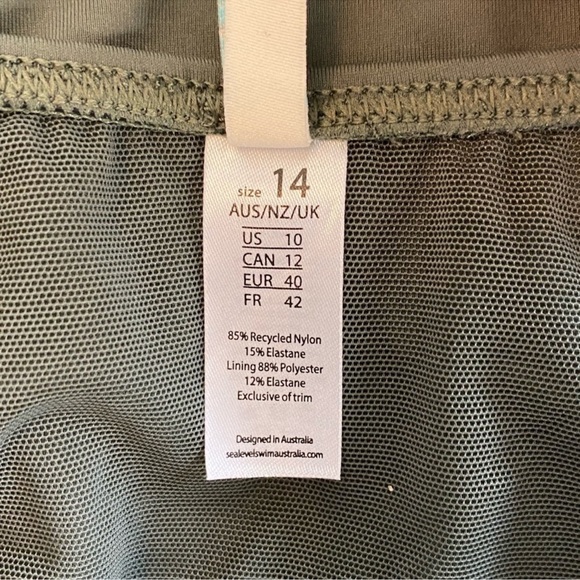 size 14
AUS/NZ/UK
US 10
CAN 12
EUR 40
FR 42
85% Recycled Nylon
15% Elastane
Lining 88% Polyester
12% Elastane
Exclusive of trim
Designed in Australia
sealevelswimaustralia.com